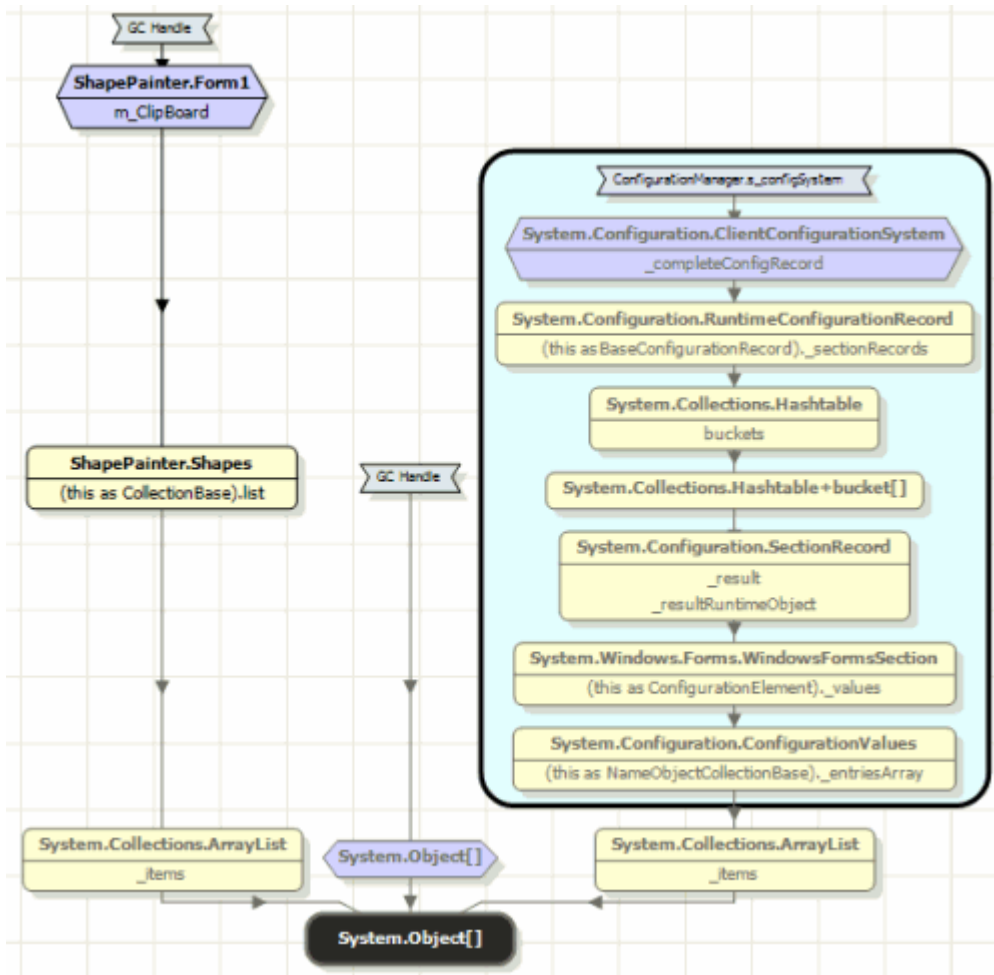 GC Handle
ShapePainter.Form1
m_ClipBoard
ConfigurationManager.s_configSystem
System.Configuration.ClientConfigurationSystem
_completeConfigRecord
System.Configuration.RuntimeConfigurationRecord
(this as BaseConfigurationRecord)._sectionRecords
System.Collections.Hashtable
buckets
ShapePainter.Shapes
(this as CollectionBase).list
GC Handle
System.Collections.Hashtable+bucket[]
System.Configuration.SectionRecord
_result
_resultRuntimeObject
System.Windows.Forms.WindowsFormsSection
(this as ConfigurationElement)._values
System.Configuration.ConfigurationValues
(this as NameObjectCollectionBase)._entriesArray
System.Collections.ArrayList
_items
System.Object[]
System.Collections.ArrayList
_items
System.Object[]